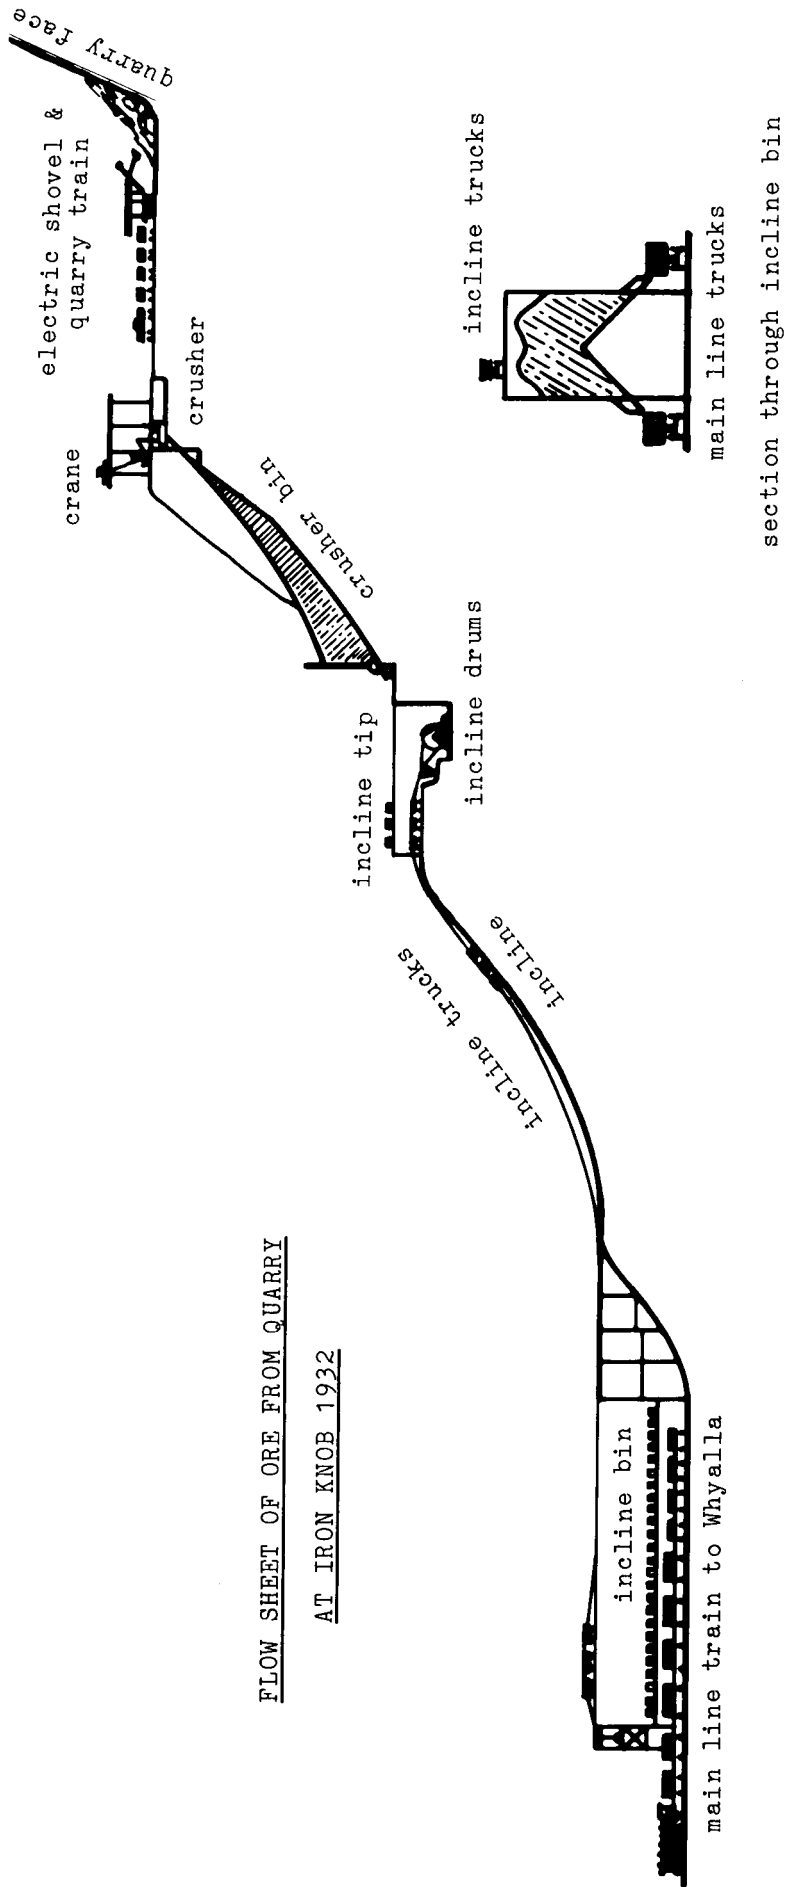 FLOW SHEET OF ORE FROM QUARRY
AT IRON KNOB 1932
quarry face
electric shovel &
quarry train
crane
crusher
crusher bin
incline tip
incline drums
incline trucks
incline
incline bin
main line train to Whyalla
incline trucks
main line trucks
section through incline bin